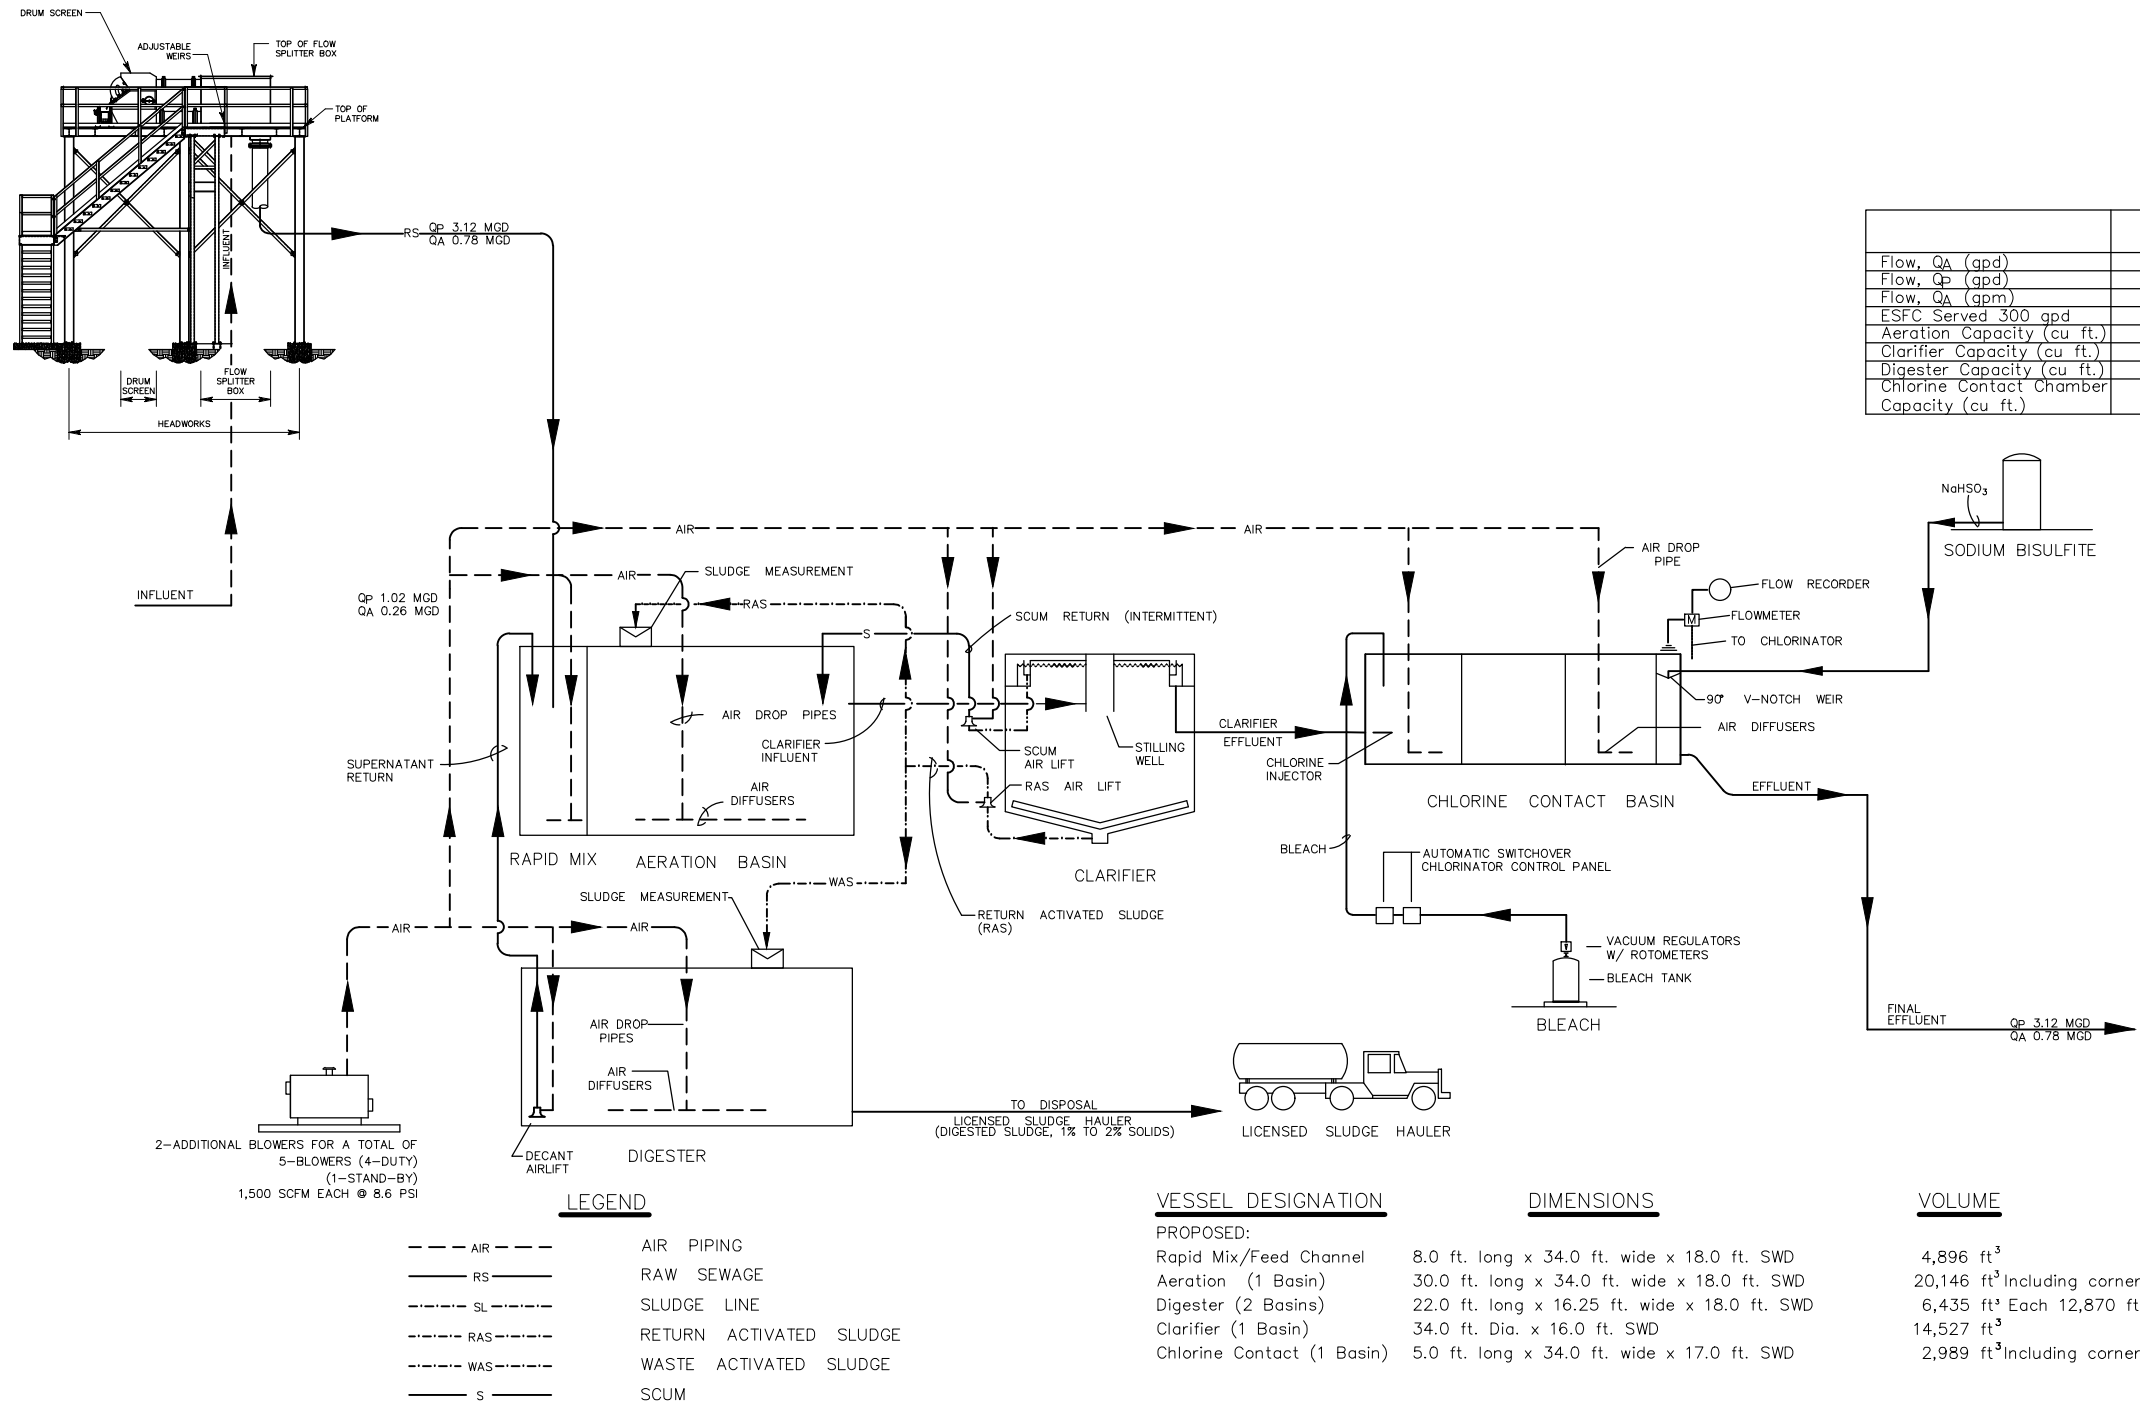 DRUM SCREEN
ADJUSTABLE
WEIRS
TOP OF FLOW
SPLITTER BOX
TOP OF
PLATFORM
INFLUENT
RS
QP 3.12 MGD
QA 0.78 MGD
DRUM
SCREEN
FLOW
SPLITTER
BOX
HEADWORKS
INFLUENT
Flow, QA (gpd)
Flow, QP (gpd)
Flow, QA (gpm)
ESFC Served 300 gpd
Aeration Capacity (cu ft.)
Clarifier Capacity (cu ft.)
Digester Capacity (cu ft.)
Chlorine Contact Chamber
Capacity (cu ft.)
NaHSO3
SODIUM BISULFITE
AIR
AIR
AIR DROP
PIPE
FLOW RECORDER
M
FLOWMETER
TO CHLORINATOR
90° V-NOTCH WEIR
AIR DIFFUSERS
AIR
SLUDGE MEASUREMENT
QP 1.02 MGD
QA 0.26 MGD
RAS
SCUM RETURN (INTERMITTENT)
S
AIR DROP PIPES
CLARIFIER
INFLUENT
SUPERNATANT
RETURN
AIR
DIFFUSERS
SCUM
AIR LIFT
STILLING
WELL
RAS AIR LIFT
CLARIFIER
EFFLUENT
CHLORINE
INJECTOR
EFFLUENT
CHLORINE CONTACT BASIN
RAPID MIX
AERATION BASIN
CLARIFIER
BLEACH
AUTOMATIC SWITCHOVER
CHLORINATOR CONTROL PANEL
WAS
SLUDGE MEASUREMENT
RETURN ACTIVATED SLUDGE
(RAS)
AIR
AIR
VACUUM REGULATORS
W/ ROTOMETERS
BLEACH TANK
BLEACH
FINAL
EFFLUENT
QP 3.12 MGD
QA 0.78 MGD
AIR DROP
PIPES
AIR
DIFFUSERS
TO DISPOSAL
LICENSED SLUDGE HAULER
(DIGESTED SLUDGE, 1% TO 2% SOLIDS)
LICENSED SLUDGE HAULER
2-ADDITIONAL BLOWERS FOR A TOTAL OF
5-BLOWERS (4-DUTY)
(1-STAND-BY)
1,500 SCFM EACH @ 8.6 PSI
DECANT
AIRLIFT
DIGESTER
LEGEND
AIR AIR PIPING
RS RAW SEWAGE
SL SLUDGE LINE
RAS RETURN ACTIVATED SLUDGE
WAS WASTE ACTIVATED SLUDGE
S SCUM
VESSEL DESIGNATION DIMENSIONS VOLUME
PROPOSED:
Rapid Mix/Feed Channel 8.0 ft. long x 34.0 ft. wide x 18.0 ft. SWD 4,896 ft³
Aeration (1 Basin) 30.0 ft. long x 34.0 ft. wide x 18.0 ft. SWD 20,146 ft³ Including corner
Digester (2 Basins) 22.0 ft. long x 16.25 ft. wide x 18.0 ft. SWD 6,435 ft³ Each 12,870 ft
Clarifier (1 Basin) 34.0 ft. Dia. x 16.0 ft. SWD 14,527 ft³
Chlorine Contact (1 Basin) 5.0 ft. long x 34.0 ft. wide x 17.0 ft. SWD 2,989 ft³ Including corner